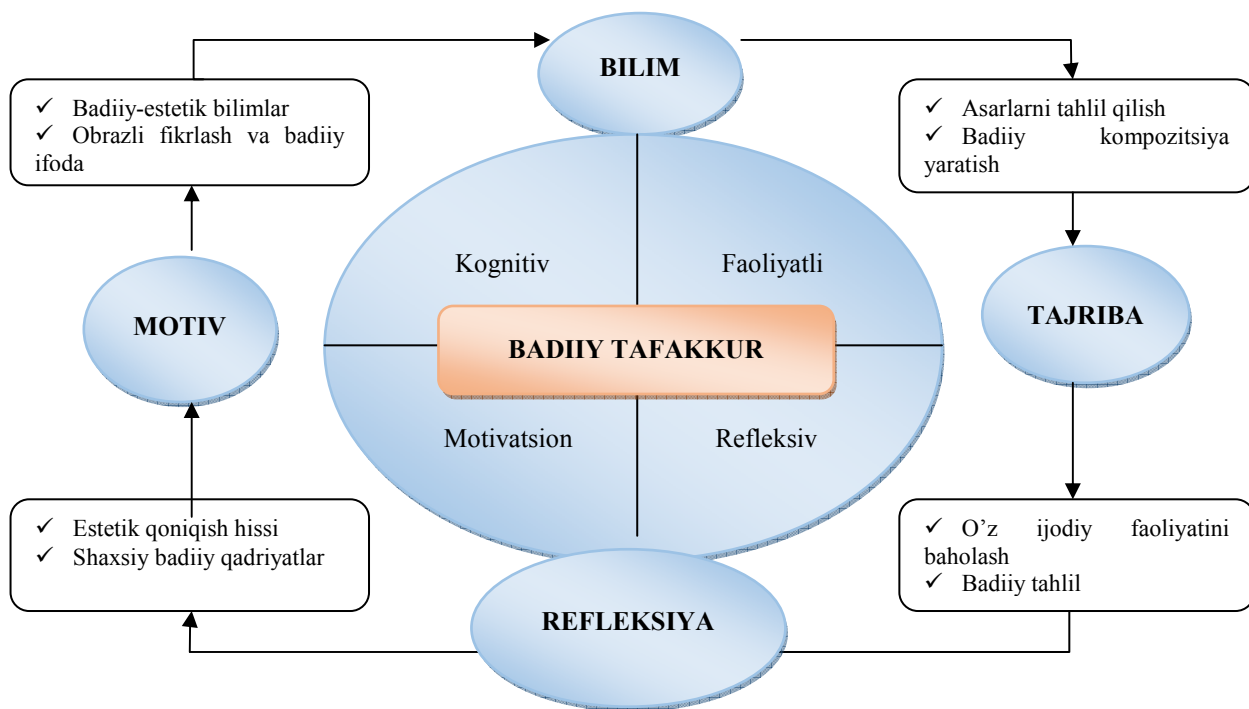 BILIM
✓ Badiiy-estetik bilimlar
✓ Obrazli fikrlash va badiiy
ifoda
✓ Asarlarni tahlil qilish
✓ Badiiy kompozitsiya
yaratish
Kognitiv
Faoliyatli
MOTIV
BADIIY TAFAKKUR
TAJRIBA
Motivatsion
Refleksiv
✓ Estetik qoniqish hissi
✓ Shaxsiy badiiy qadriyatlar
✓ O’z ijodiy faoliyatini
baholash
✓ Badiiy tahlil
REFLEKSIYA